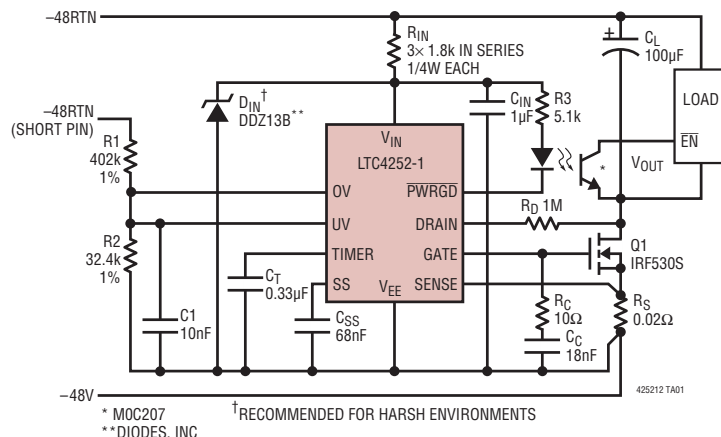 –48RTN
RIN
3× 1.8k IN SERIES
1/4W EACH
+
CL
100µF
LOAD
EN
VOUT
–48RTN
(SHORT PIN)
DIN†
DDZ13B**
CIN
1µF
R3
5.1k
*
R1
402k
1%
R2
32.4k
1%
C1
10nF
CT
0.33µF
CSS
68nF
VIN
LTC4252-1
OV
PWRGD
UV
DRAIN
TIMER
GATE
SS
VEE
SENSE
RD 1M
Q1
IRF530S
RC
10Ω
CC
18nF
RS
0.02Ω
–48V
425212 TA01
* M0C207
†RECOMMENDED FOR HARSH ENVIRONMENTS
**DIODES, INC